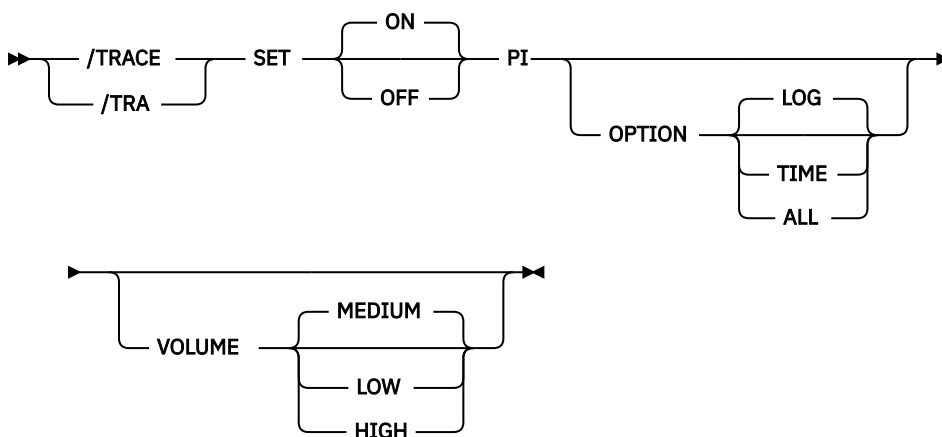 ON
/TRACE SET PI
/TRA OFF LOG
OPTION
TIME
ALL
MEDIUM
VOLUME
LOW
HIGH